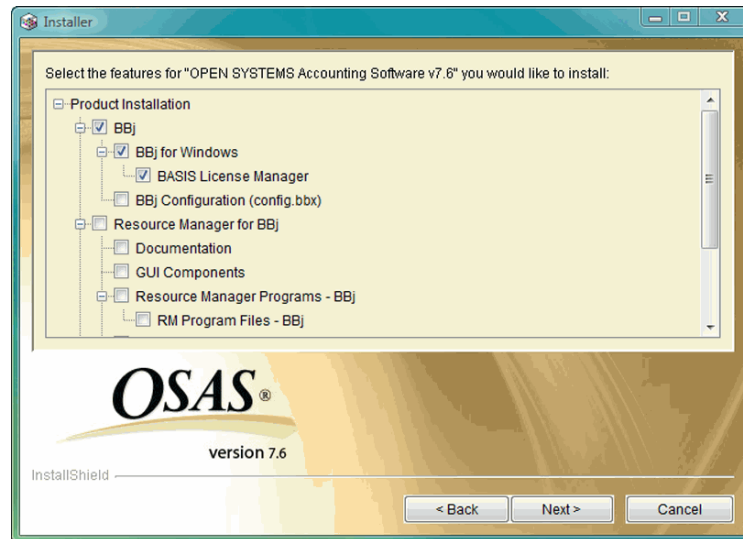 Installer
Select the features for "OPEN SYSTEMS Accounting Software v7.6" you would like to install:
Product Installation
BBj
BBj for Windows
BASIS License Manager
BBj Configuration (config.bbx)
Resource Manager for BBj
Documentation
GUI Components
Resource Manager Programs - BBj
RM Program Files - BBj
OSAS®
version 7.6
InstallShield
< Back Next > Cancel